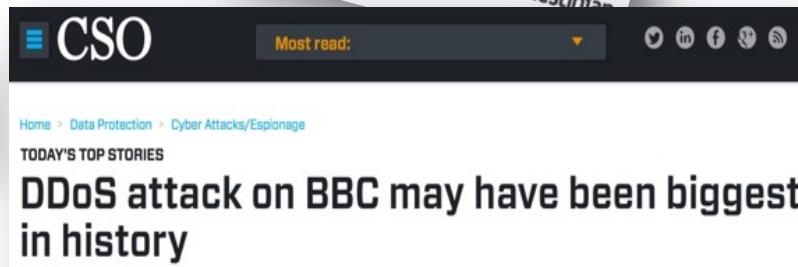 CSO
Most read:
Home > Data Protection > Cyber Attacks/Espionage
TODAY'S TOP STORIES
DDoS attack on BBC may have been biggest
in history